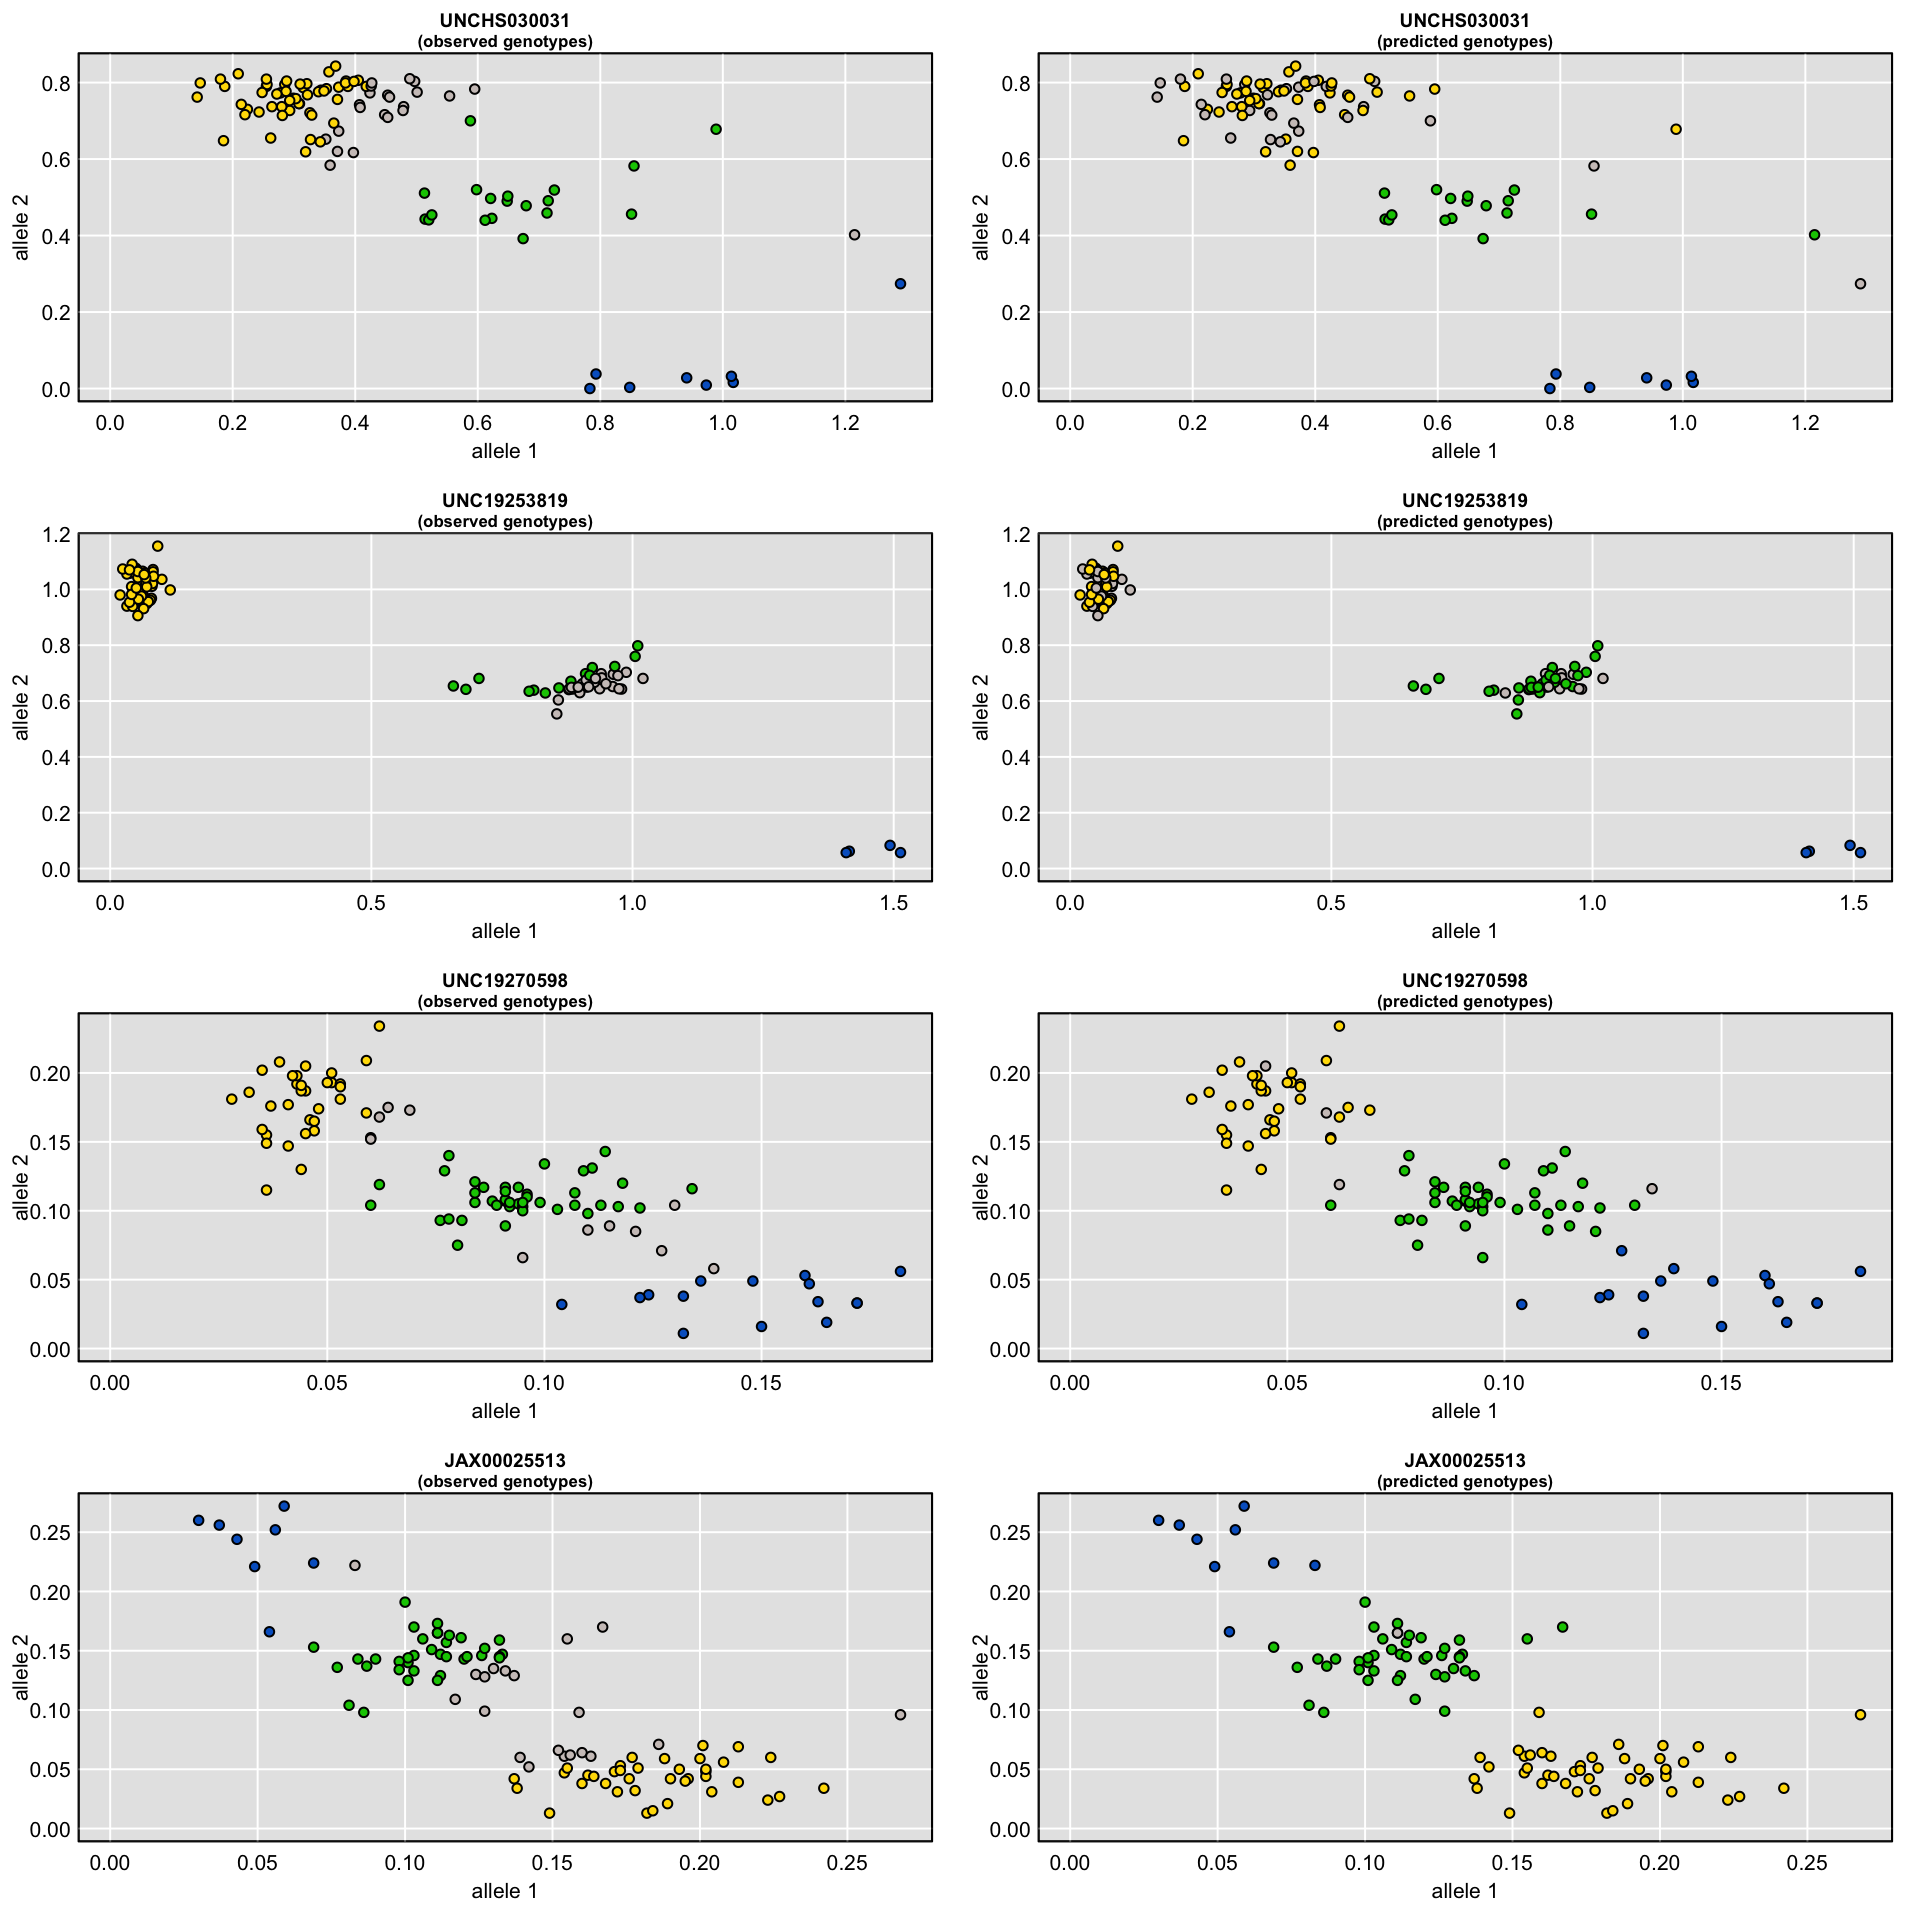 UNCHS030031
(observed genotypes)
allele 2
0.8
0.6
0.4
0.2
0.0
0.0 0.2 0.4 0.6 0.8 1.0 1.2
allele 1
UNCHS030031
(predicted genotypes)
allele 2
0.8
0.6
0.4
0.2
0.0
0.0 0.2 0.4 0.6 0.8 1.0 1.2
allele 1
UNC19253819
(observed genotypes)
allele 2
1.2
1.0
0.8
0.6
0.4
0.2
0.0
0.0 0.5 1.0 1.5
allele 1
UNC19253819
(predicted genotypes)
allele 2
1.2
1.0
0.8
0.6
0.4
0.2
0.0
0.0 0.5 1.0 1.5
allele 1
UNC19270598
(observed genotypes)
allele 2
0.20
0.15
0.10
0.05
0.00
0.00 0.05 0.10 0.15
allele 1
UNC19270598
(predicted genotypes)
allele 2
0.20
0.15
0.10
0.05
0.00
0.00 0.05 0.10 0.15
allele 1
JAX00025513
(observed genotypes)
allele 2
0.25
0.20
0.15
0.10
0.05
0.00
0.00 0.05 0.10 0.15 0.20 0.25
allele 1
JAX00025513
(predicted genotypes)
allele 2
0.25
0.20
0.15
0.10
0.05
0.00
0.00 0.05 0.10 0.15 0.20 0.25
allele 1